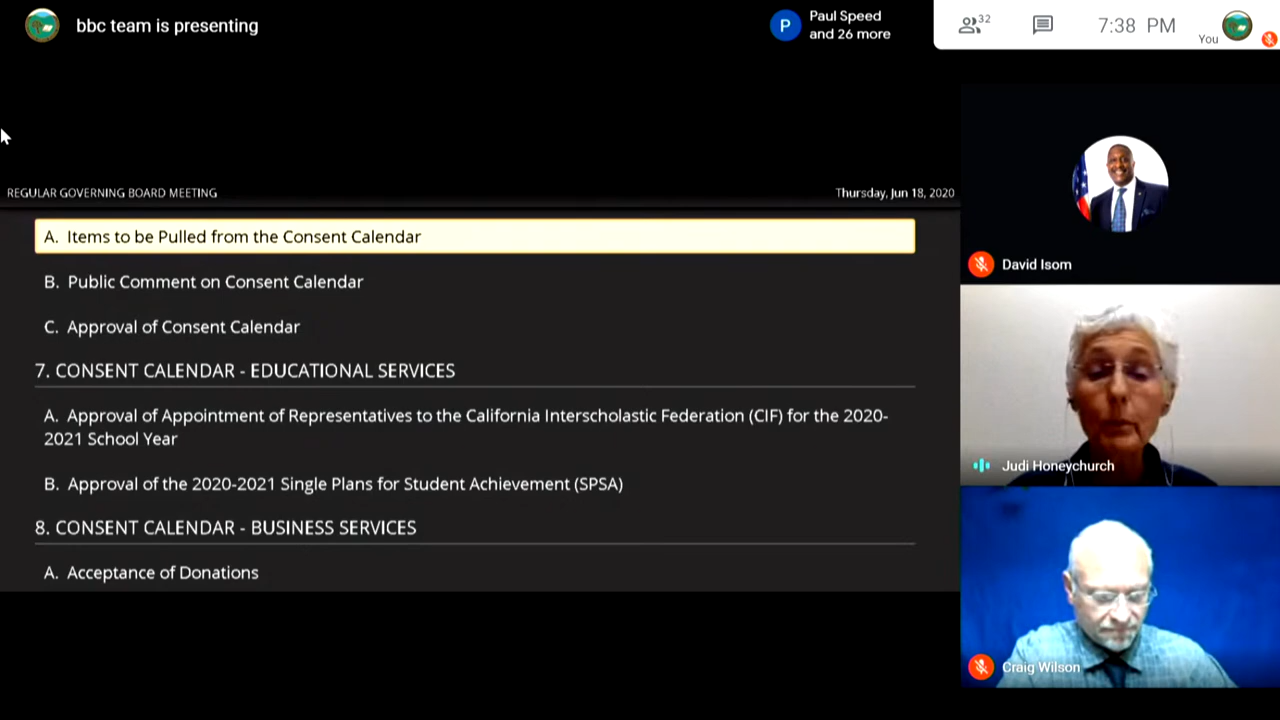 bbc team is presenting
P
Paul Speed
and 26 more
32
7:38 PM
You
REGULAR GOVERNING BOARD MEETING
Thursday, Jun 18, 2020
A. Items to be Pulled from the Consent Calendar
B. Public Comment on Consent Calendar
C. Approval of Consent Calendar
7. CONSENT CALENDAR - EDUCATIONAL SERVICES
A. Approval of Appointment of Representatives to the California Interscholastic Federation (CIF) for the 2020-
2021 School Year
B. Approval of the 2020-2021 Single Plans for Student Achievement (SPSA)
8. CONSENT CALENDAR - BUSINESS SERVICES
A. Acceptance of Donations
David Isom
Judi Honeychurch
Craig Wilson